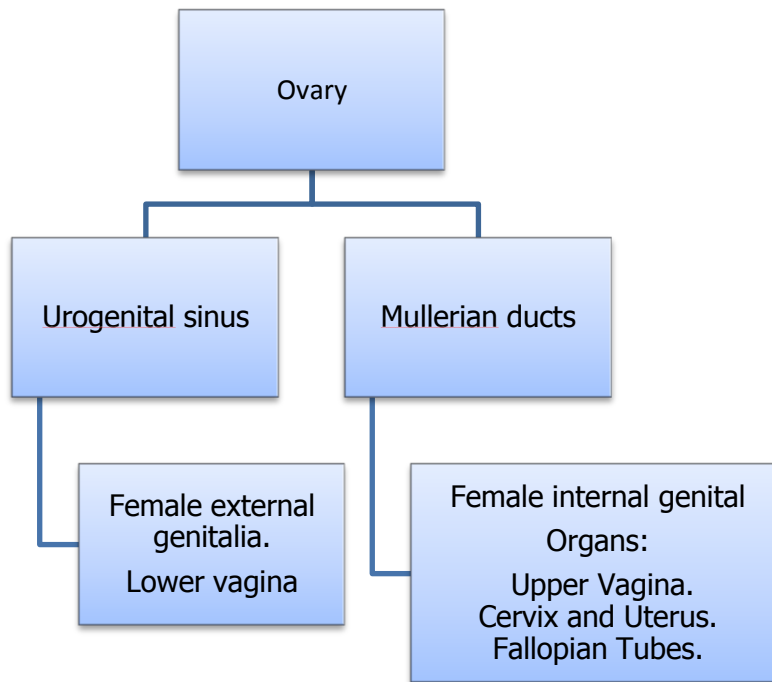 Ovary
Urogenital sinus
Mullerian ducts
Female external
genitalia.
Lower vagina
Female internal genital
Organs:
Upper Vagina.
Cervix and Uterus.
Fallopian Tubes.